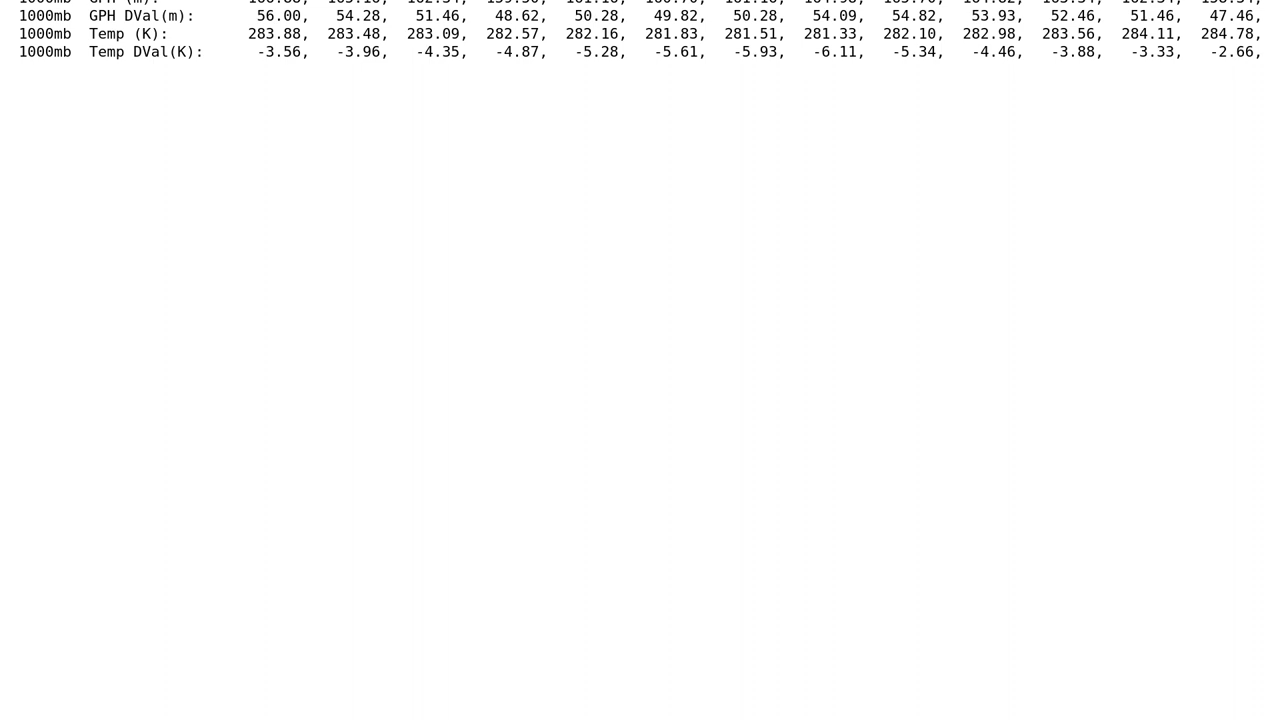 1000mb GPH DVal(m): 56.00, 54.28, 51.46, 48.62, 50.28, 49.82, 50.28, 54.09, 54.82, 53.93, 52.46, 51.46, 47.46,
1000mb Temp (K): 283.88, 283.48, 283.09, 282.57, 282.16, 281.83, 281.51, 281.33, 282.10, 282.98, 283.56, 284.11, 284.78,
1000mb Temp DVal(K): -3.56, -3.96, -4.35, -4.87, -5.28, -5.61, -5.93, -6.11, -5.34, -4.46, -3.88, -3.33, -2.66,